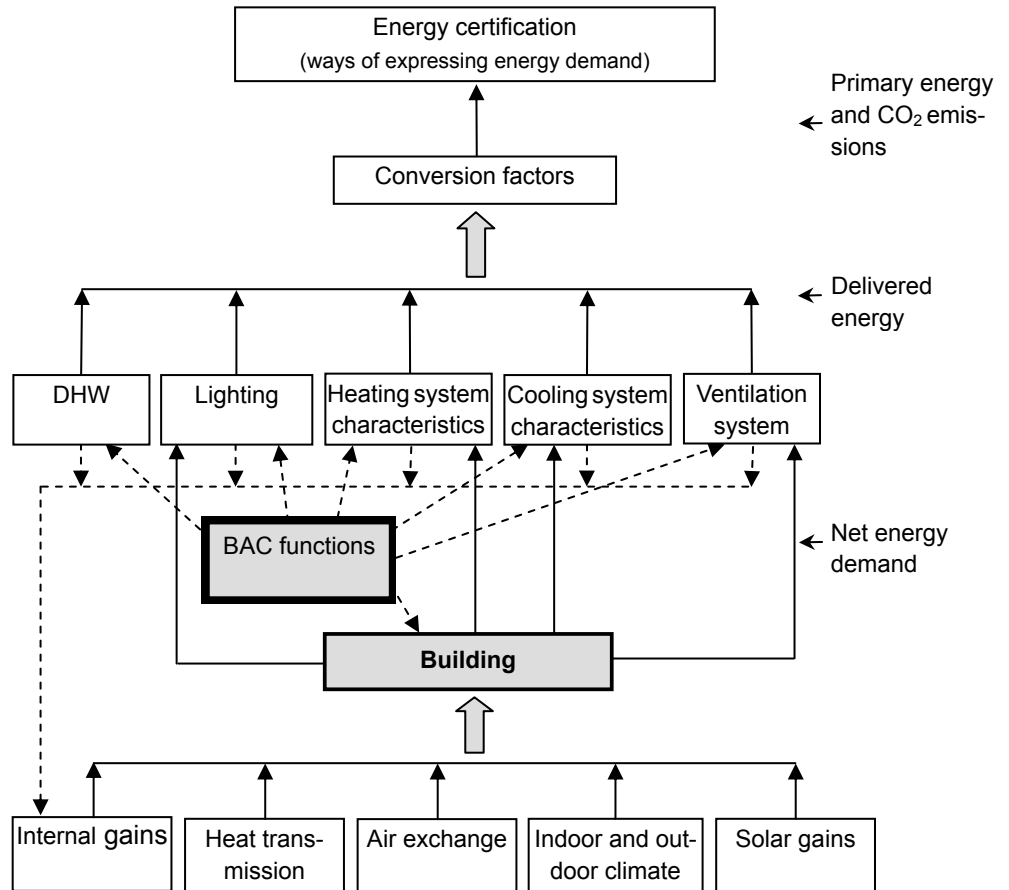 Energy certification
(ways of expressing energy demand)
Primary energy
and CO₂ emis-
sions
Conversion factors
Delivered
energy
DHW
Lighting
Heating system
characteristics
Cooling system
characteristics
Ventilation
system
BAC functions
Net energy
demand
Building
Internal gains
Heat trans-
mission
Air exchange
Indoor and out-
door climate
Solar gains